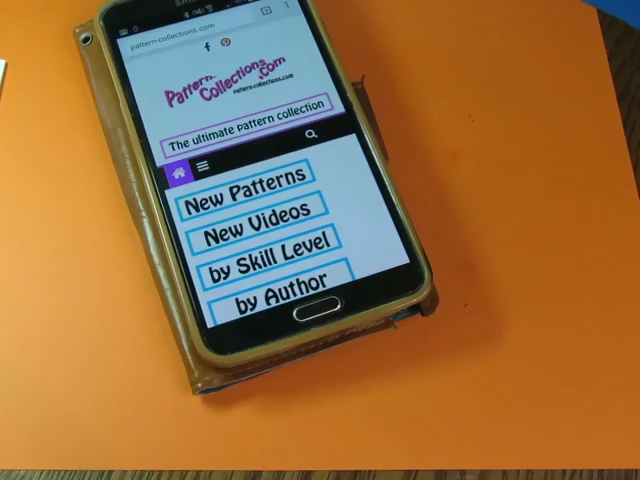 pattern-collections.com
Pattern-
Collections.Com
pattern-collections.com
The ultimate pattern collection
New Patterns
New Videos
by Skill Level
by Author